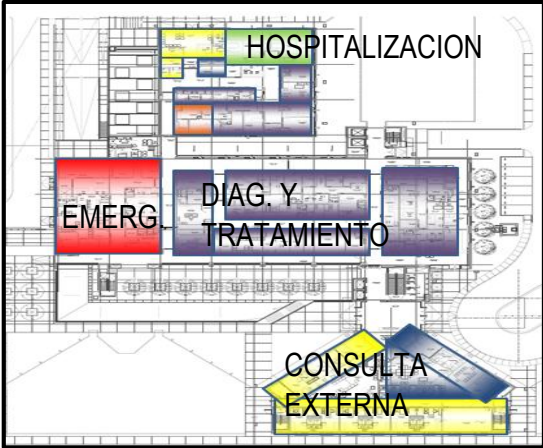 HOSPITALIZACION
EMERG.
DIAG. Y
TRATAMIENTO
CONSULTA
EXTERNA